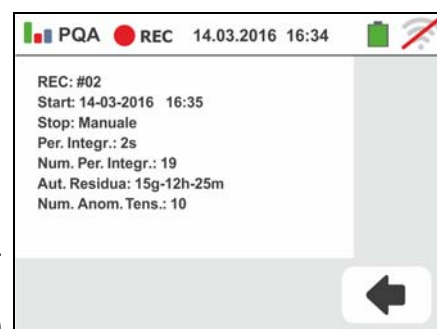 PQA REC 14.03.2016 16:34
REC: #02
Start: 14-03-2016 16:35
Stop: Manuale
Per. Integr.: 2s
Num. Per. Integr.: 19
Aut. Residua: 15g-12h-25m
Num. Anom. Tens.: 10